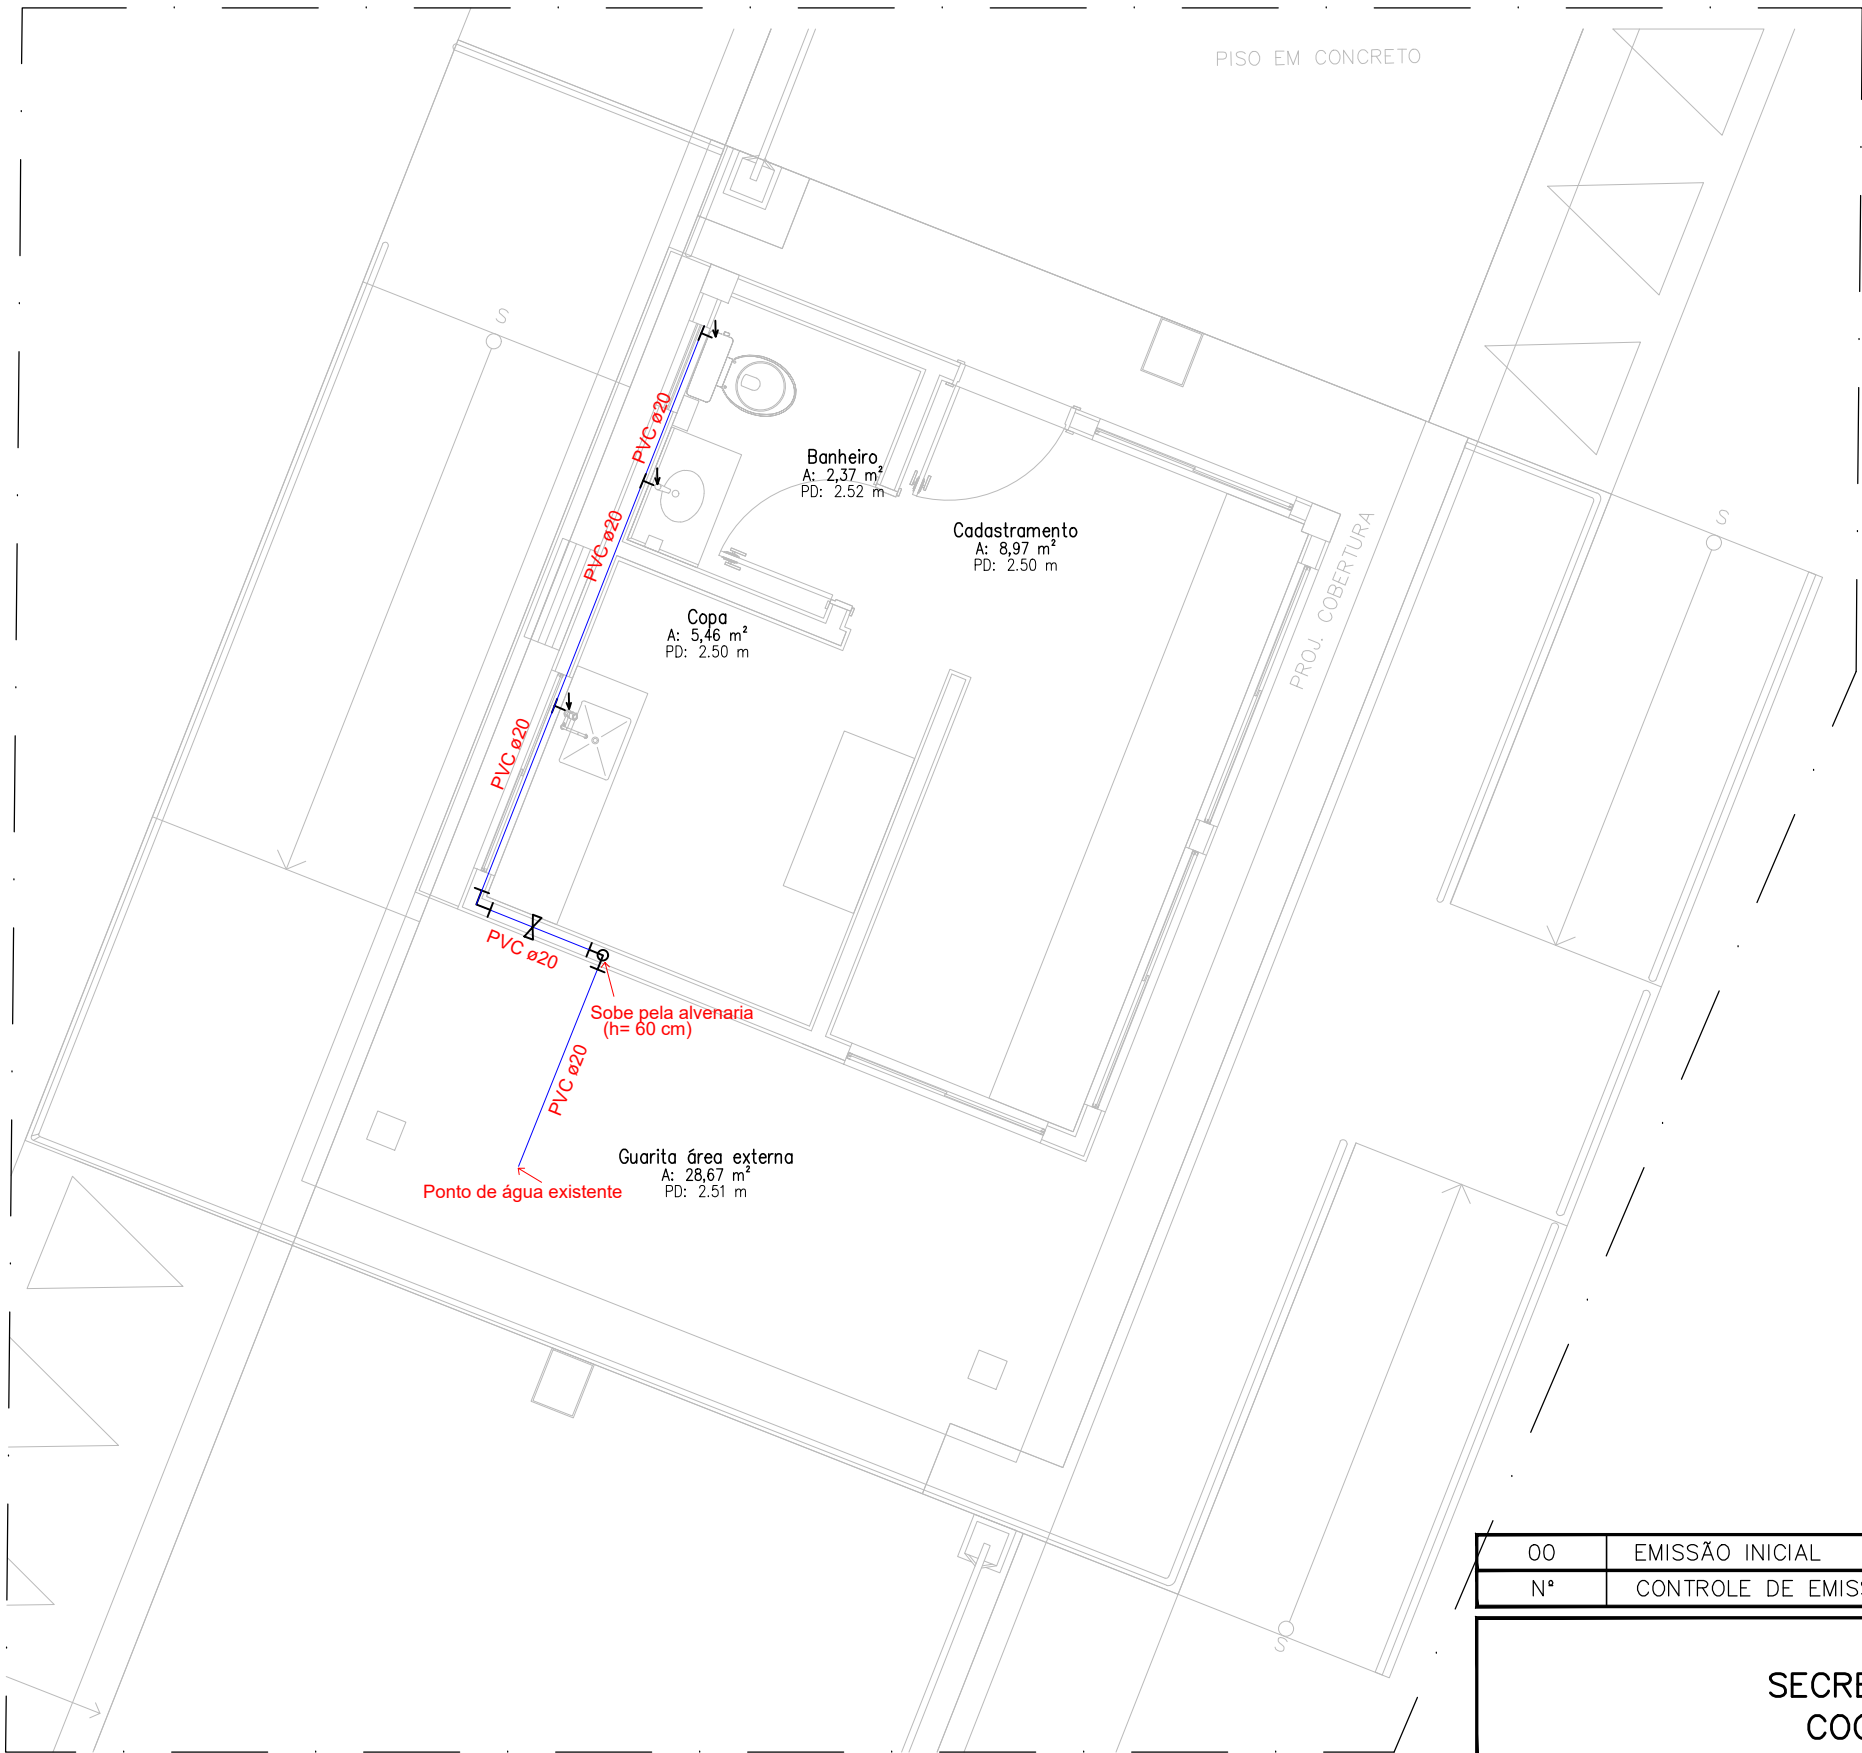 PISO EM CONCRETO
S
PVC ø20
Banheiro
A: 2,37 m²
PD: 2.52 m
Cadastramento
A: 8,97 m²
PD: 2.50 m
S
PROJ. COBERTURA
PVC ø20
Copa
A: 5,46 m²
PD: 2.50 m
PVC ø20
PVC ø20
Sobe pela alvenaria
(h= 60 cm)
PVC ø20
Guarita área externa
A: 28,67 m²
PD: 2.51 m
Ponto de água existente
S
00 EMISSÃO INICIAL
Nº CONTROLE DE EMIS
SECRE
COO